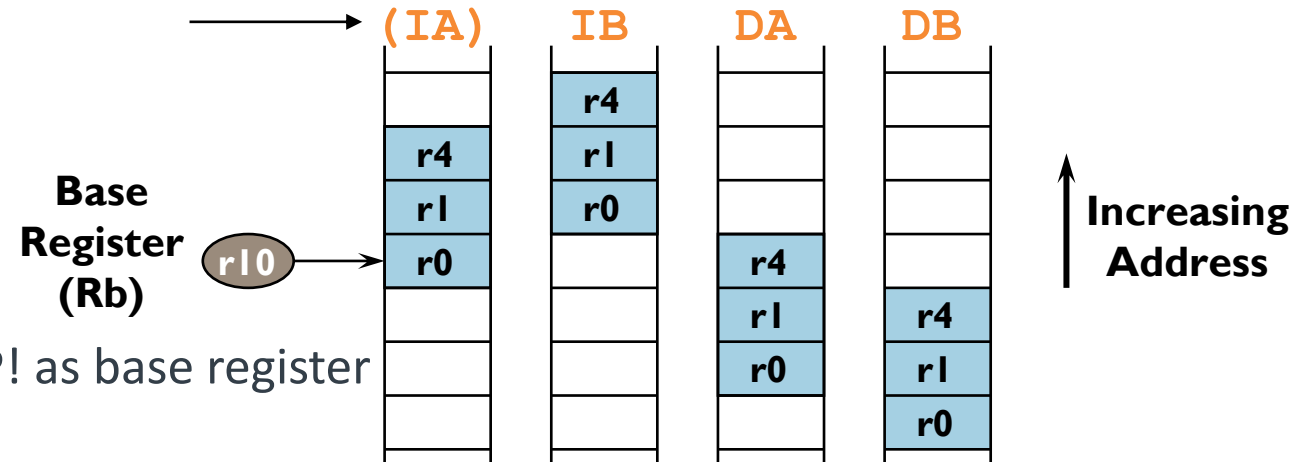 (IA) IB DA DB
r4
r4 r1
Base r1 r0
Register r10 r0 r4 Increasing
(Rb) r1 r4 Address
! as base register r0 r1
r0